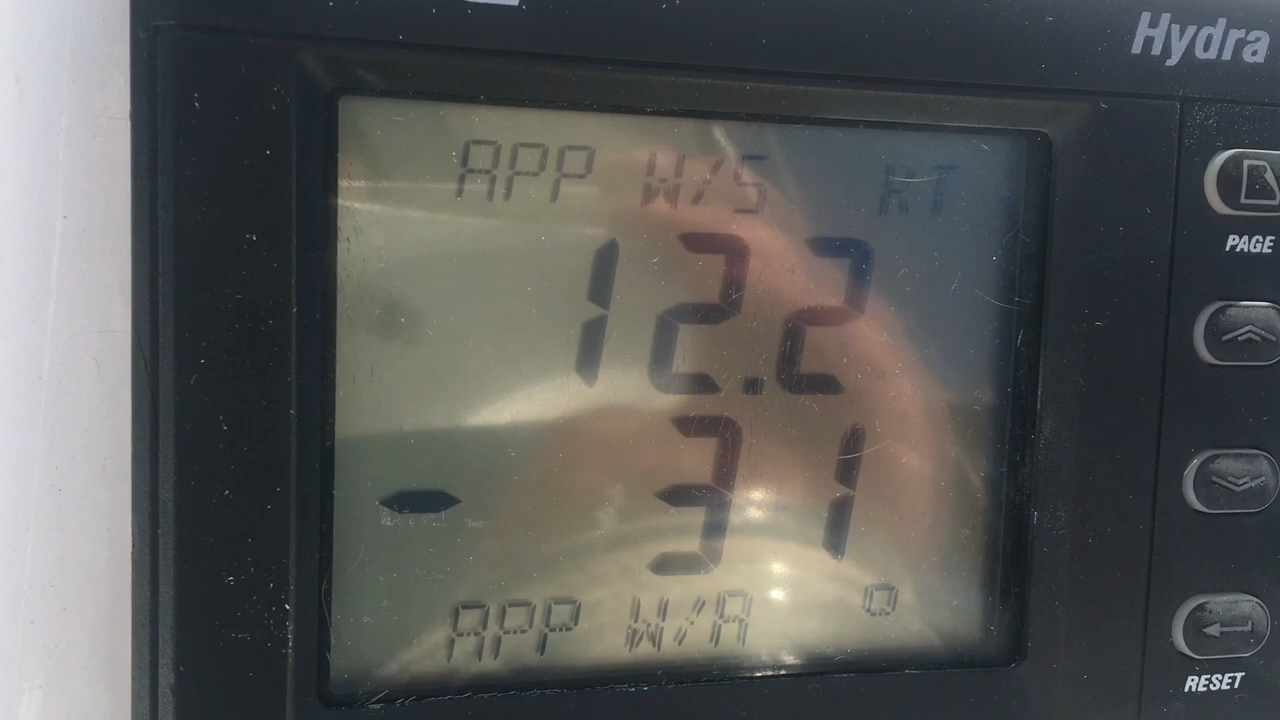 Hydra
APP W/S KT
12.2
PAGE
- 31
APP W/A °
RESET